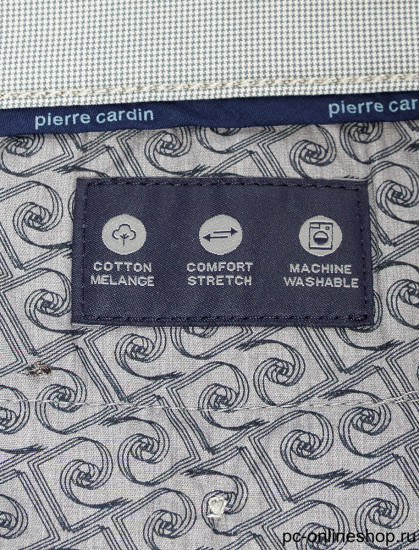 pierre cardin
pierre cardin
COTTON MELANGE
COMFORT STRETCH
MACHINE WASHABLE
pc-onlineshop.ru